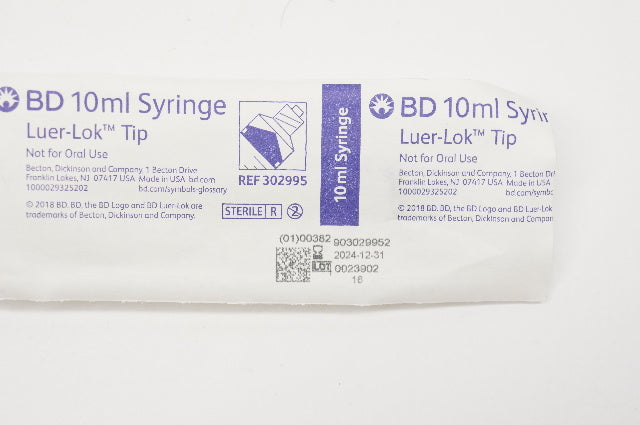 BD 10ml Syringe
Luer-Lok™ Tip
Not for Oral Use
Becton, Dickinson and Company, 1 Becton Drive
Franklin Lakes, NJ 07417 USA Made in USA bd.com
1000029325202 bd.com/symbols-glossary
© 2018 BD. BD, the BD Logo and BD Luer-Lok are
trademarks of Becton, Dickinson and Company.
REF 302995
STERILE R 2
10ml Syringe
BD 10ml Syrin
Luer-Lok™ Tip
Not for Oral Use
Becton, Dickinson and Company, 1 Becton Dri
Franklin Lakes, NJ 07417 USA Made in USA
1000029325202 bd.com/symbo
© 2018 BD. BD, the BD Logo and BD Luer-Lok
trademarks of Becton, Dickinson and Company
(01)00382 903029952
2024-12-31
LOT 0023902
16